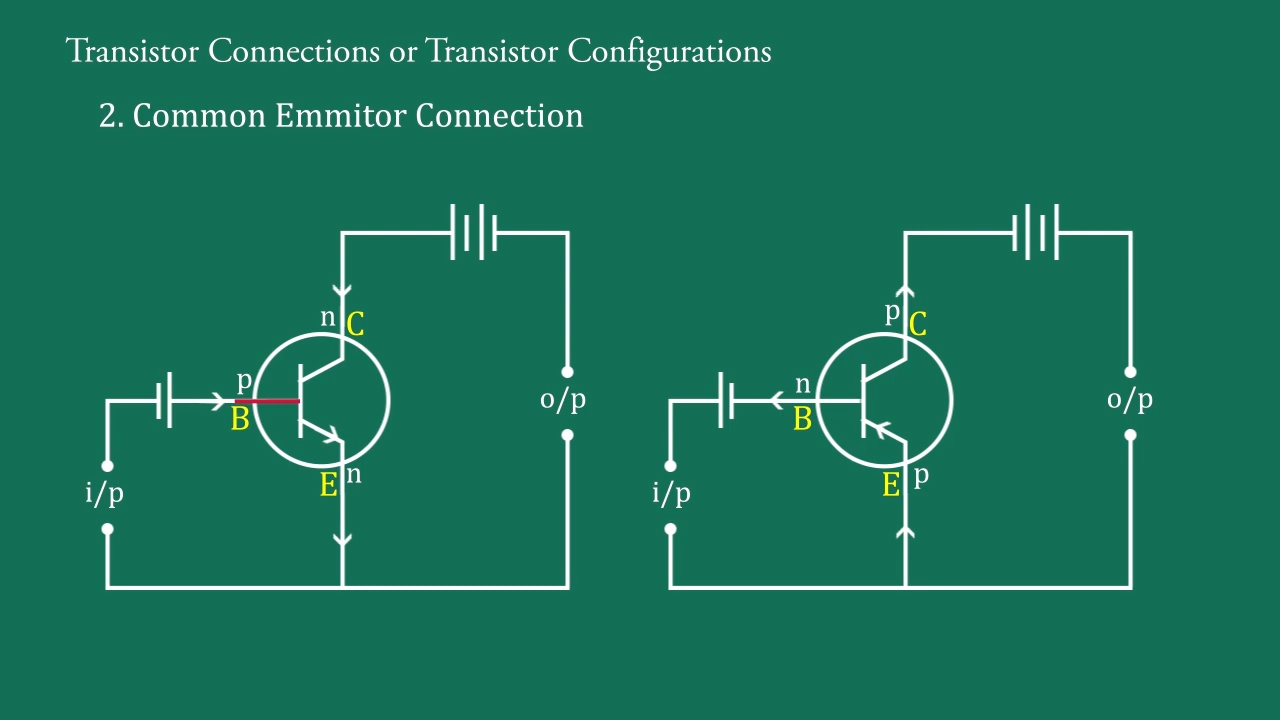 Transistor Connections or Transistor Configurations
2. Common Emmitor Connection
n C
p C
p
B
n
B
o/p
o/p
E n
E p
i/p
i/p